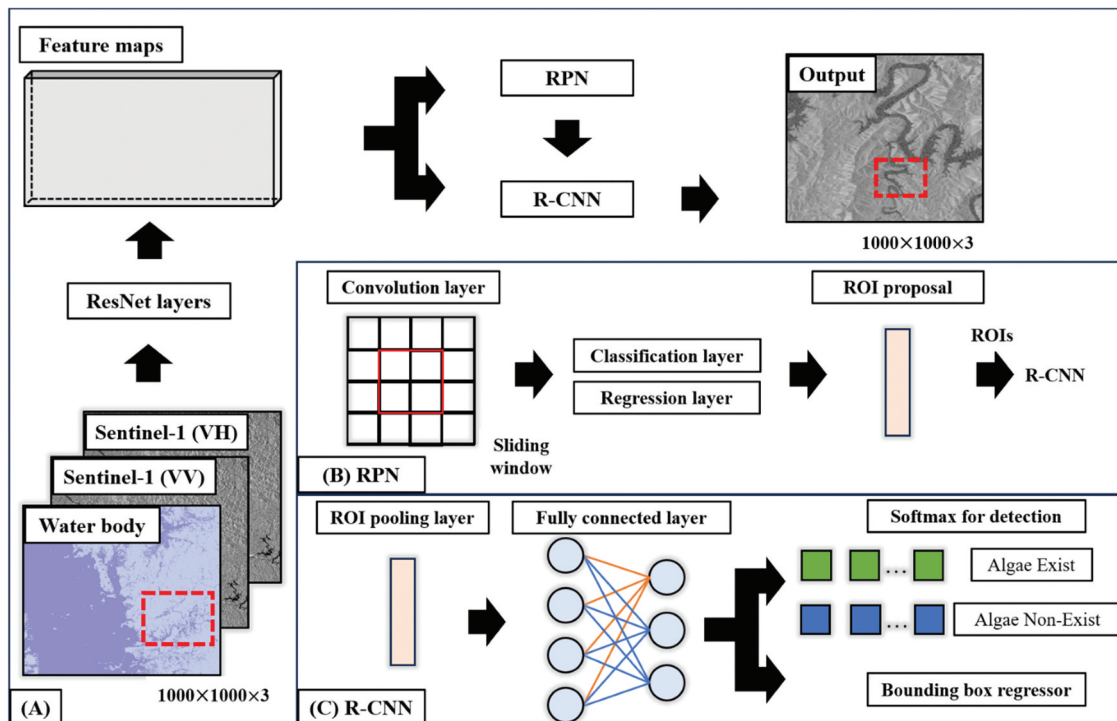 Feature maps
RPN
Output
R-CNN
1000×1000×3
ResNet layers
Sentinel-1 (VH)
Sentinel-1 (VV)
Water body
1000×1000×3
(A)
Convolution layer
ROI proposal
Classification layer
Regression layer
ROIs
R-CNN
Sliding
window
(B) RPN
ROI pooling layer
Fully connected layer
Softmax for detection
... Algae Exist
... Algae Non-Exist
Bounding box regressor
(C) R-CNN